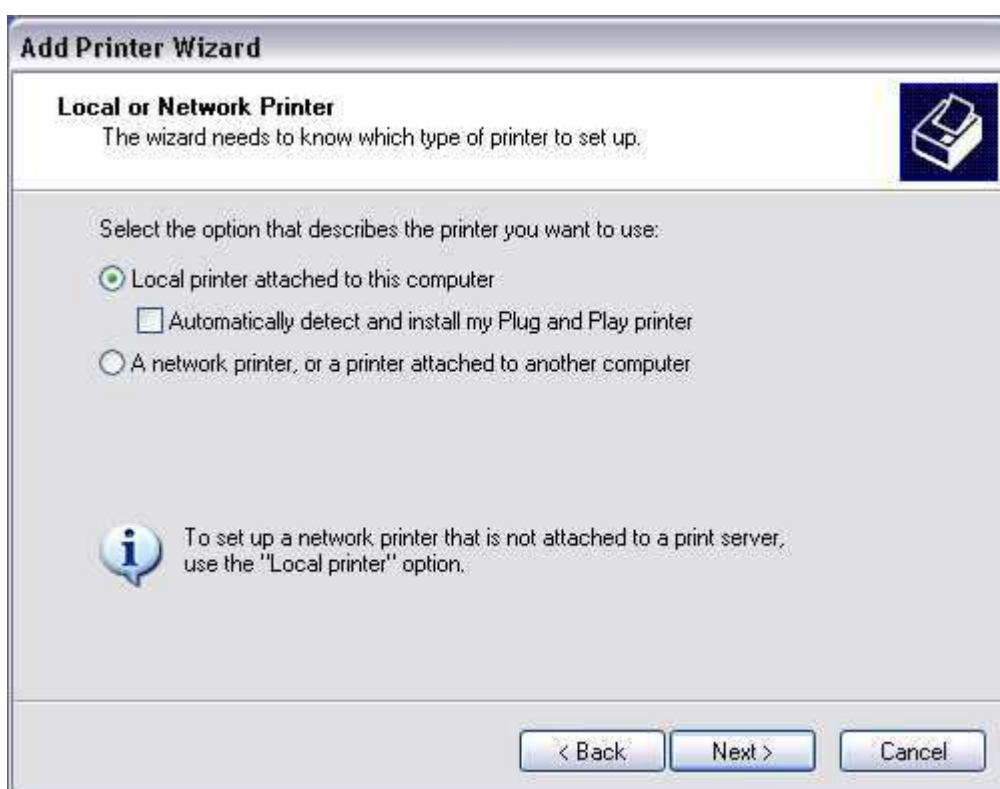 Add Printer Wizard
Local or Network Printer
The wizard needs to know which type of printer to set up.
Select the option that describes the printer you want to use:
Local printer attached to this computer
Automatically detect and install my Plug and Play printer
A network printer, or a printer attached to another computer
To set up a network printer that is not attached to a print server,
use the "Local printer" option.
< Back Next > Cancel